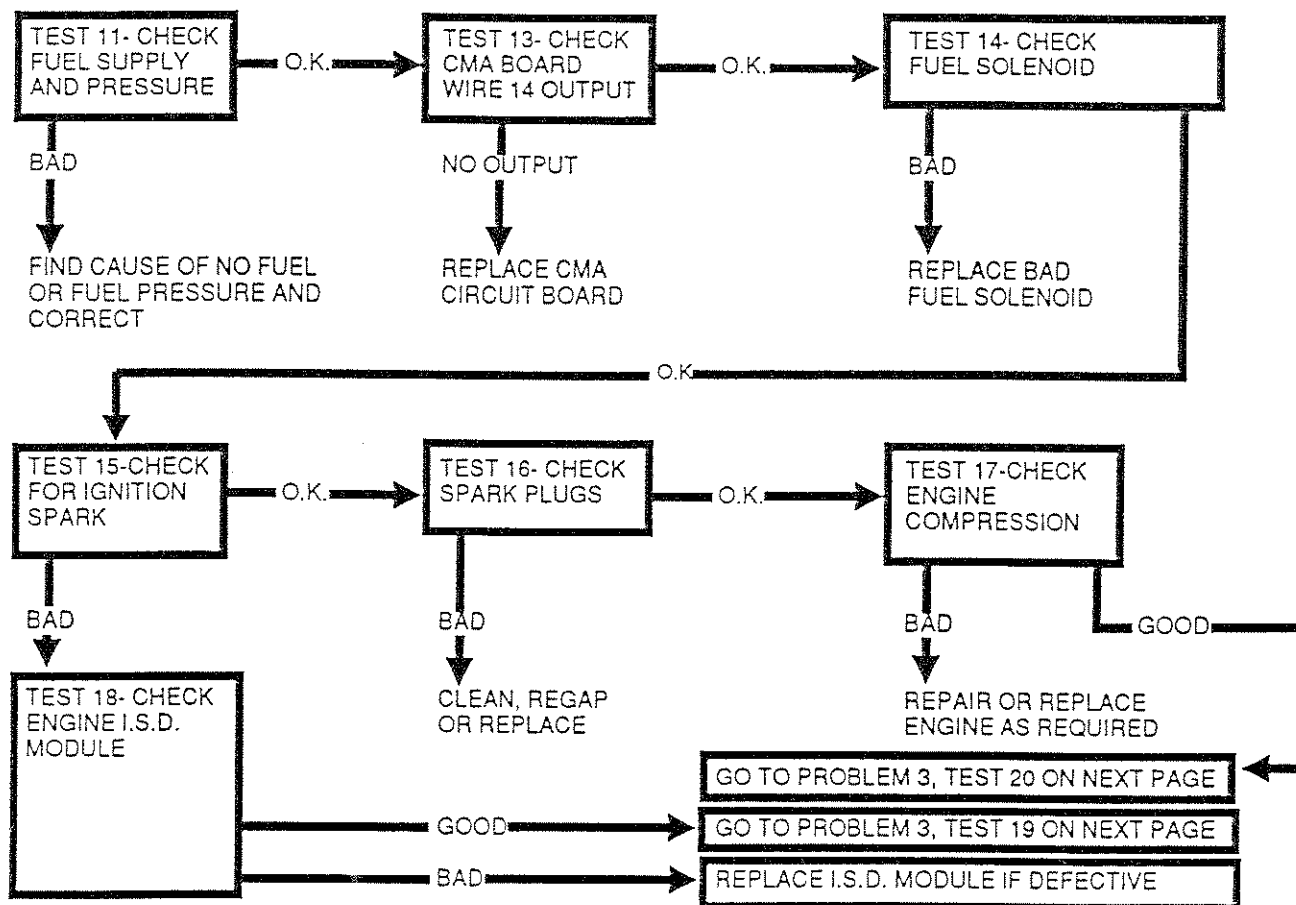 TEST 11- CHECK
FUEL SUPPLY
AND PRESSURE
O.K.
TEST 13- CHECK
CMA BOARD
WIRE 14 OUTPUT
O.K.
TEST 14- CHECK
FUEL SOLENOID
BAD
NO OUTPUT
BAD
FIND CAUSE OF NO FUEL
OR FUEL PRESSURE AND
CORRECT
REPLACE CMA
CIRCUIT BOARD
REPLACE BAD
FUEL SOLENOID
O.K
TEST 15-CHECK
FOR IGNITION
SPARK
O.K.
TEST 16- CHECK
SPARK PLUGS
O.K.
TEST 17-CHECK
ENGINE
COMPRESSION
BAD
BAD
BAD
GOOD
TEST 18- CHECK
ENGINE I.S.D.
MODULE
CLEAN, REGAP
OR REPLACE
REPAIR OR REPLACE
ENGINE AS REQUIRED
GO TO PROBLEM 3, TEST 20 ON NEXT PAGE
GOOD
GO TO PROBLEM 3, TEST 19 ON NEXT PAGE
BAD
REPLACE I.S.D. MODULE IF DEFECTIVE